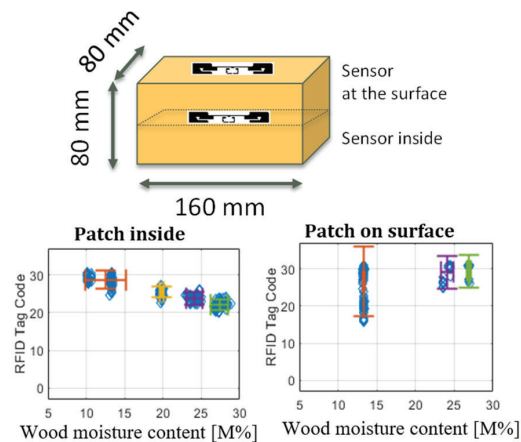 80 mm
Sensor
at the surface
80 mm
Sensor inside
160 mm
Patch inside
RFID Tag Code
30
20
10
0
5 10 15 20 25 30
Wood moisture content [M%]
Patch on surface
RFID Tag Code
30
20
10
0
5 10 15 20 25 30
Wood moisture content [M%]